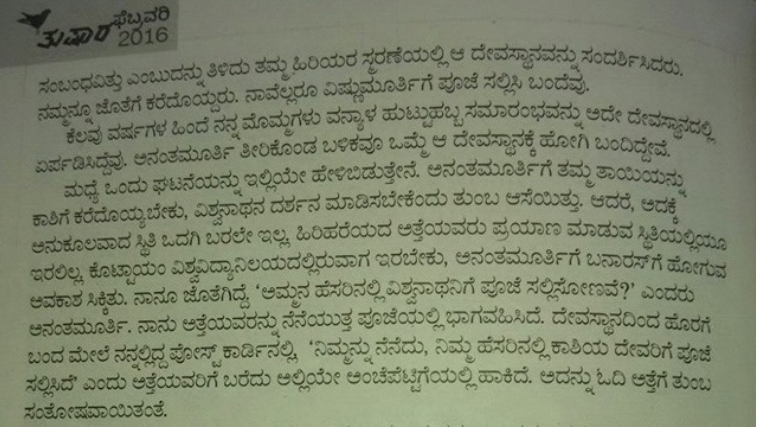 ತುಷಾರ
ಫೆಬ್ರವರಿ
2016
ಸಂಬಂಧವಿತ್ತು ಎಂಬುದನ್ನು ತಿಳಿದು ತಮ್ಮ ಹಿರಿಯರ ಸ್ಮರಣೆಯಲ್ಲಿ ಆ ದೇವಸ್ಥಾನವನ್ನು ಸಂದರ್ಶಿಸಿದರು.
ನಮ್ಮನ್ನೂ ಜೊತೆಗೆ ಕರೆದೊಯ್ದರು. ನಾವೆಲ್ಲರೂ ವಿಷ್ಣುಮೂರ್ತಿಗೆ ಪೂಜೆ ಸಲ್ಲಿಸಿ ಬಂದೆವು.
ಕೆಲವು ವರ್ಷಗಳ ಹಿಂದೆ ನನ್ನ ಮೊಮ್ಮಗಳು ವನ್ಯಾಳ ಹುಟ್ಟುಹಬ್ಬ ಸಮಾರಂಭವನ್ನು ಅದೇ ದೇವಸ್ಥಾನದಲ್ಲಿ
ಏರ್ಪಡಿಸಿದ್ದೆವು. ಅನಂತಮೂರ್ತಿ ತೀರಿಕೊಂಡ ಬಳಿಕವೂ ಒಮ್ಮೆ ಆ ದೇವಸ್ಥಾನಕ್ಕೆ ಹೋಗಿ ಬಂದಿದ್ದೇವೆ.
ಮಧ್ಯೆ ಒಂದು ಘಟನೆಯನ್ನು ಇಲ್ಲಿಯೇ ಹೇಳಿಬಿಡುತ್ತೇನೆ. ಅನಂತಮೂರ್ತಿಗೆ ತಮ್ಮ ತಾಯಿಯನ್ನು
ಕಾಶಿಗೆ ಕರೆದೊಯ್ಯಬೇಕು, ವಿಶ್ವನಾಥನ ದರ್ಶನ ಮಾಡಿಸಬೇಕೆಂದು ತುಂಬ ಆಸೆಯಿತ್ತು. ಆದರೆ, ಅದಕ್ಕೆ
ಅನುಕೂಲವಾದ ಸ್ಥಿತಿ ಒದಗಿ ಬರಲೇ ಇಲ್ಲ. ಹಿರಿಹರೆಯದ ಅತ್ತೆಯವರು ಪ್ರಯಾಣ ಮಾಡುವ ಸ್ಥಿತಿಯಲ್ಲಿಯೂ
ಇರಲಿಲ್ಲ. ಕೊಟ್ಟಾಯಂ ವಿಶ್ವವಿದ್ಯಾನಿಲಯದಲ್ಲಿರುವಾಗ ಇರಬೇಕು, ಅನಂತಮೂರ್ತಿಗೆ ಬನಾರಸ್‌ಗೆ ಹೋಗುವ
ಅವಕಾಶ ಸಿಕ್ಕಿತು. ನಾನೂ ಜೊತೆಗಿದ್ದೆ. ‘ಅಮ್ಮನ ಹೆಸರಿನಲ್ಲಿ ವಿಶ್ವನಾಥನಿಗೆ ಪೂಜೆ ಸಲ್ಲಿಸೋಣವೆ?’ ಎಂದರು
ಅನಂತಮೂರ್ತಿ. ನಾನು ಅತ್ತೆಯವರನ್ನು ನೆನೆಯುತ್ತ ಪೂಜೆಯಲ್ಲಿ ಭಾಗವಹಿಸಿದೆ. ದೇವಸ್ಥಾನದಿಂದ ಹೊರಗೆ
ಬಂದ ಮೇಲೆ ನನ್ನಲ್ಲಿದ್ದ ಪೋಸ್ಟ್ ಕಾರ್ಡಿನಲ್ಲಿ, ‘ನಿಮ್ಮನ್ನು ನೆನೆದು, ನಿಮ್ಮ ಹೆಸರಿನಲ್ಲಿ ಕಾಶಿಯ ದೇವರಿಗೆ ಪೂಜೆ
ಸಲ್ಲಿಸಿದೆ’ ಎಂದು ಅತ್ತೆಯವರಿಗೆ ಬರೆದು ಅಲ್ಲಿಯೇ ಅಂಚೆಪೆಟ್ಟಿಗೆಯಲ್ಲಿ ಹಾಕಿದೆ. ಅದನ್ನು ಓದಿ ಅತ್ತೆಗೆ ತುಂಬ
ಸಂತೋಷವಾಯಿತಂತೆ.